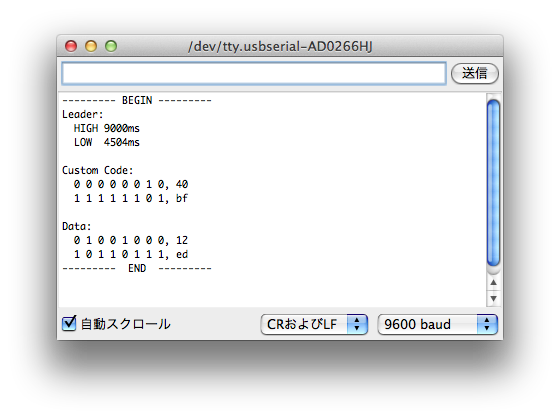 /dev/tty.usbserial-AD0266HJ
送信
--------- BEGIN ---------
Leader:
  HIGH 9000ms
  LOW  4504ms

Custom Code:
  0 0 0 0 0 0 1 0, 40
  1 1 1 1 1 1 0 1, bf

Data:
  0 1 0 0 1 0 0 0, 12
  1 0 1 1 0 1 1 1, ed
---------  END  ---------
自動スクロール
CRおよびLF
9600 baud